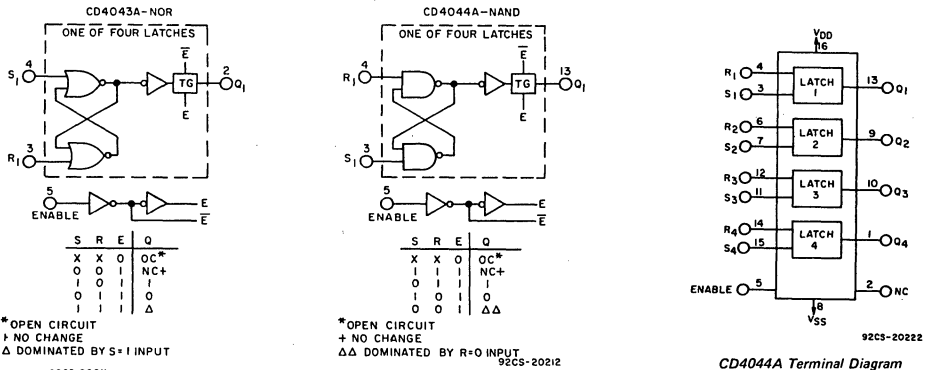 CD4043A-NOR
ONE OF FOUR LATCHES
S1 4
E̅
TG
2 Q1
E
R1 3
5
ENABLE
E
E̅
S R E Q
X X 0 OC*
0 0 1 NC+
1 0 1 1
0 1 1 0
1 1 1 Δ
*OPEN CIRCUIT
+ NO CHANGE
Δ DOMINATED BY S=1 INPUT
CD4044A-NAND
ONE OF FOUR LATCHES
R1 4
E̅
TG
13 Q1
E
S1 3
5
ENABLE
E
E̅
S R E Q
X X 0 OC*
1 1 1 NC+
0 1 1 1
1 0 1 0
0 0 1 ΔΔ
*OPEN CIRCUIT
+ NO CHANGE
ΔΔ DOMINATED BY R=0 INPUT
92CS-20212
VDD
16
R1 4
S1 3
LATCH
1
13 Q1
R2 6
S2 7
LATCH
2
9 Q2
R3 12
S3 11
LATCH
3
10 Q3
R4 14
S4 15
LATCH
4
1 Q4
ENABLE 5
2 NC
8
VSS
92CS-20222
CD4044A Terminal Diagram